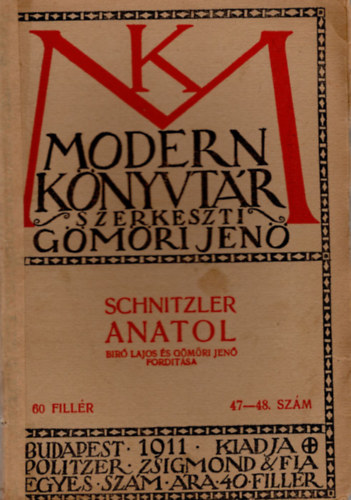 MK
MODERN
KÖNYVTÁR
SZERKESZTI
GÖMÖRI JENŐ
SCHNITZLER
ANATOL
BIRÓ LAJOS ÉS GÖMÖRI JENŐ
FORDITÁSA
60 FILLÉR 47—48. SZÁM
BUDAPEST · 1911 · KIADJA
POLITZER · ZSIGMOND & FIA
EGYES · SZÁM · ÁRA · 40 · FILLÉR